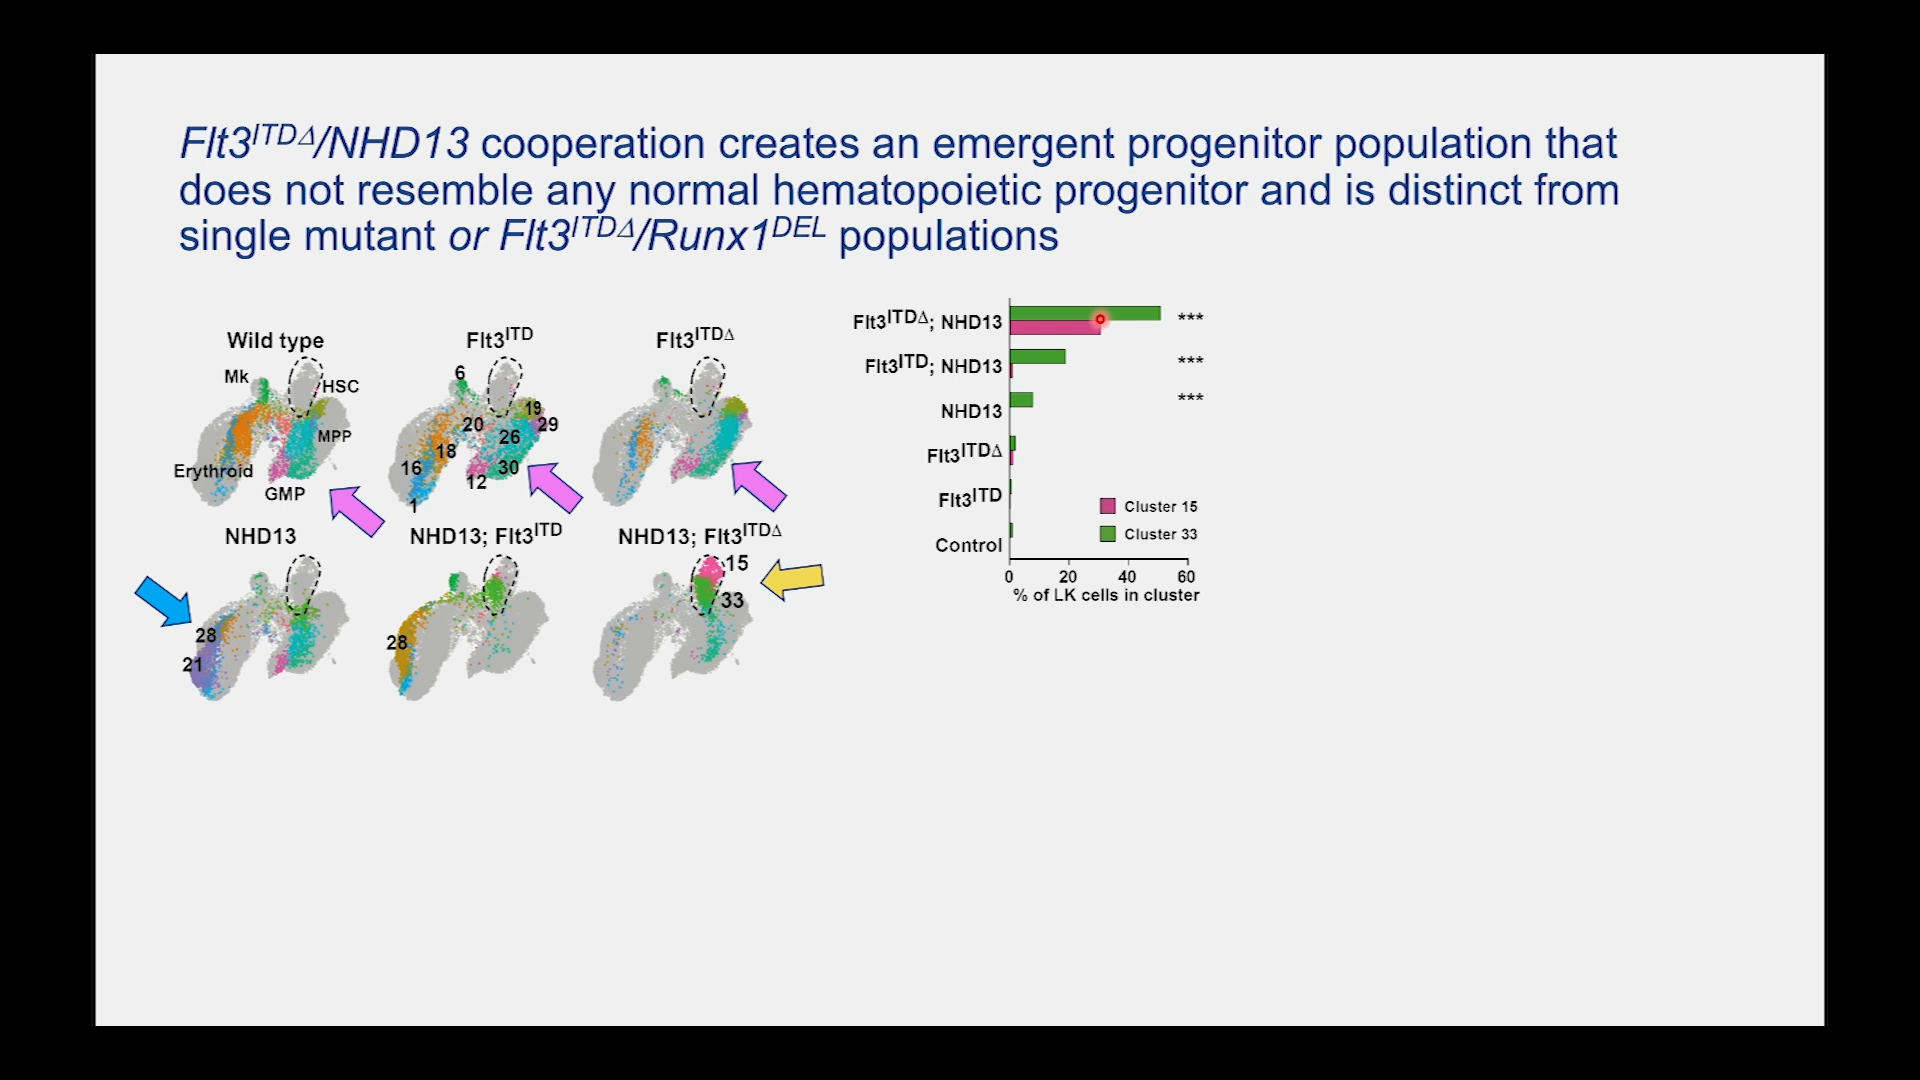 Flt3ITDΔ/NHD13 cooperation creates an emergent progenitor population that
does not resemble any normal hematopoietic progenitor and is distinct from
single mutant or Flt3ITDΔ/Runx1DEL populations
Wild type
Mk
HSC
MPP
Erythroid
GMP
Flt3ITD
6
19
20
29
26
18
16
30
12
1
Flt3ITDΔ
NHD13
28
21
NHD13; Flt3ITD
28
NHD13; Flt3ITDΔ
15
33
Flt3ITDΔ; NHD13
***
Flt3ITD; NHD13
***
NHD13
***
Flt3ITDΔ
Flt3ITD
Control
Cluster 15
Cluster 33
0 20 40 60
% of LK cells in cluster